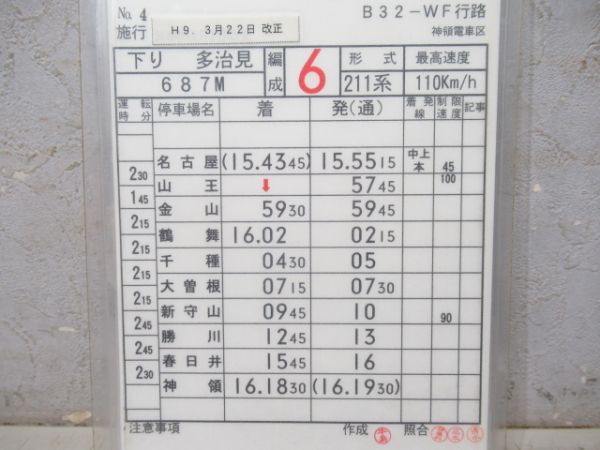 No. 4
施行 H9. 3月22日 改正
B32-WF行路
神領電車区
下り 多治見 編成 6 形式 最高速度
687M 211系 110Km/h
運転時分 停車場名 着 発(通) 着発線 制限速度 記事
名古屋 (15.43 45) 15.55 15 中上本 45
2 30
山王 ↓ 57 45 100
1 45
金山 59 30 59 45
2 15
鶴舞 16.02 02 15
2 15
千種 04 30 05
2 15
大曽根 07 15 07 30
2 15
新守山 09 45 10 90
2 45
勝川 12 45 13
2 45
春日井 15 45 16
2 30
神領 16.18 30 (16.19 30)
注意事項 作成 照合